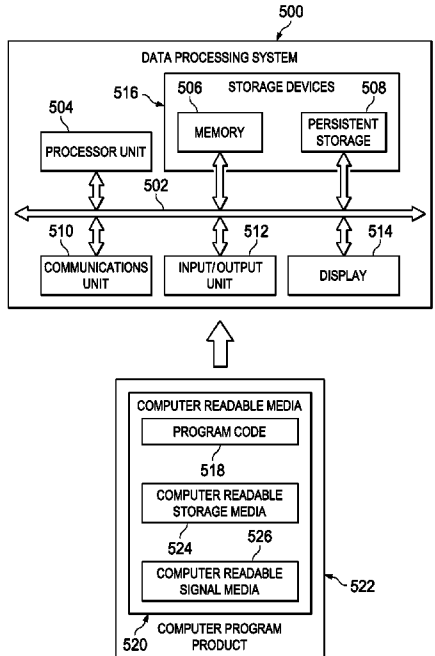 500
DATA PROCESSING SYSTEM
516
506
STORAGE DEVICES
508
504
MEMORY
PERSISTENT
STORAGE
PROCESSOR UNIT
502
510
512
514
COMMUNICATIONS
UNIT
INPUT/OUTPUT
UNIT
DISPLAY
COMPUTER READABLE MEDIA
PROGRAM CODE
518
COMPUTER READABLE
STORAGE MEDIA
524
526
COMPUTER READABLE
SIGNAL MEDIA
522
520
COMPUTER PROGRAM
PRODUCT